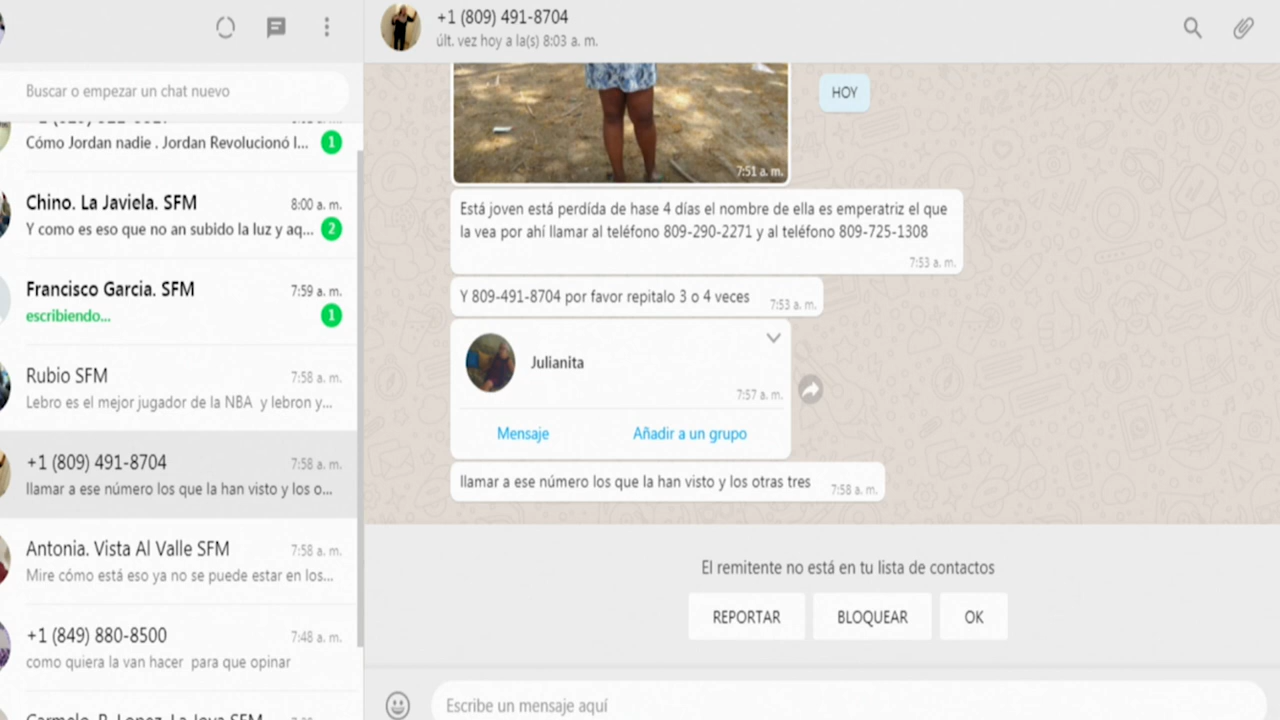 Buscar o empezar un chat nuevo
Cómo Jordan nadie . Jordan Revolucionó l...
1
Chino. La Javiela. SFM
8:00 a. m.
Y como es eso que no an subido la luz y aq...
2
Francisco Garcia. SFM
7:59 a. m.
escribiendo...
1
Rubio SFM
7:58 a. m.
Lebro es el mejor jugador de la NBA y lebron y...
+1 (809) 491-8704
7:58 a. m.
llamar a ese número los que la han visto y los o...
Antonia. Vista Al Valle SFM
7:58 a. m.
Mire cómo está eso ya no se puede estar en los...
+1 (849) 880-8500
7:48 a. m.
como quiera la van hacer para que opinar
+1 (809) 491-8704
últ. vez hoy a la(s) 8:03 a. m.
HOY
7:51 a. m.
Está joven está perdída de hase 4 días el nombre de ella es emperatriz el que
la vea por ahí llamar al teléfono 809-290-2271 y al teléfono 809-725-1308
7:53 a. m.
Y 809-491-8704 por favor repitalo 3 o 4 veces
7:53 a. m.
Julianita
7:57 a. m.
Mensaje
Añadir a un grupo
llamar a ese número los que la han visto y los otras tres
7:58 a. m.
El remitente no está en tu lista de contactos
REPORTAR
BLOQUEAR
OK
Escribe un mensaje aquí